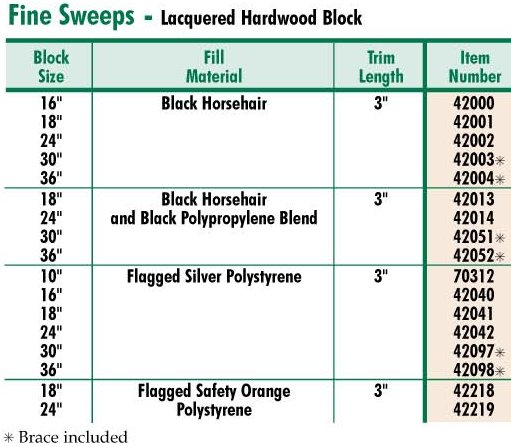 Fine Sweeps - Lacquered Hardwood Block
Block Size Fill Material Trim Length Item Number
16" Black Horsehair 3" 42000
18" 42001
24" 42002
30" 42003✳
36" 42004✳
18" Black Horsehair 3" 42013
24" and Black Polypropylene Blend 42014
30" 42051✳
36" 42052✳
10" Flagged Silver Polystyrene 3" 70312
16" 42040
18" 42041
24" 42042
30" 42097✳
36" 42098✳
18" Flagged Safety Orange 3" 42218
24" Polystyrene 42219
✳ Brace included